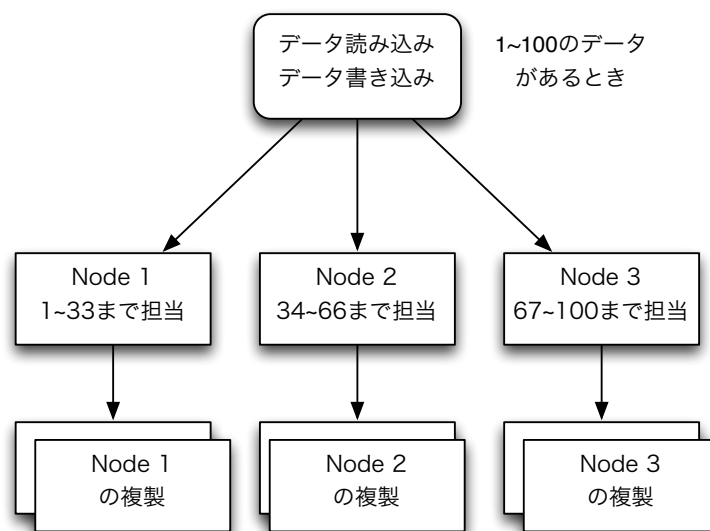 データ読み込み
データ書き込み
1~100のデータ
があるとき
Node 1
1~33まで担当
Node 2
34~66まで担当
Node 3
67~100まで担当
Node 1
の複製
Node 2
の複製
Node 3
の複製